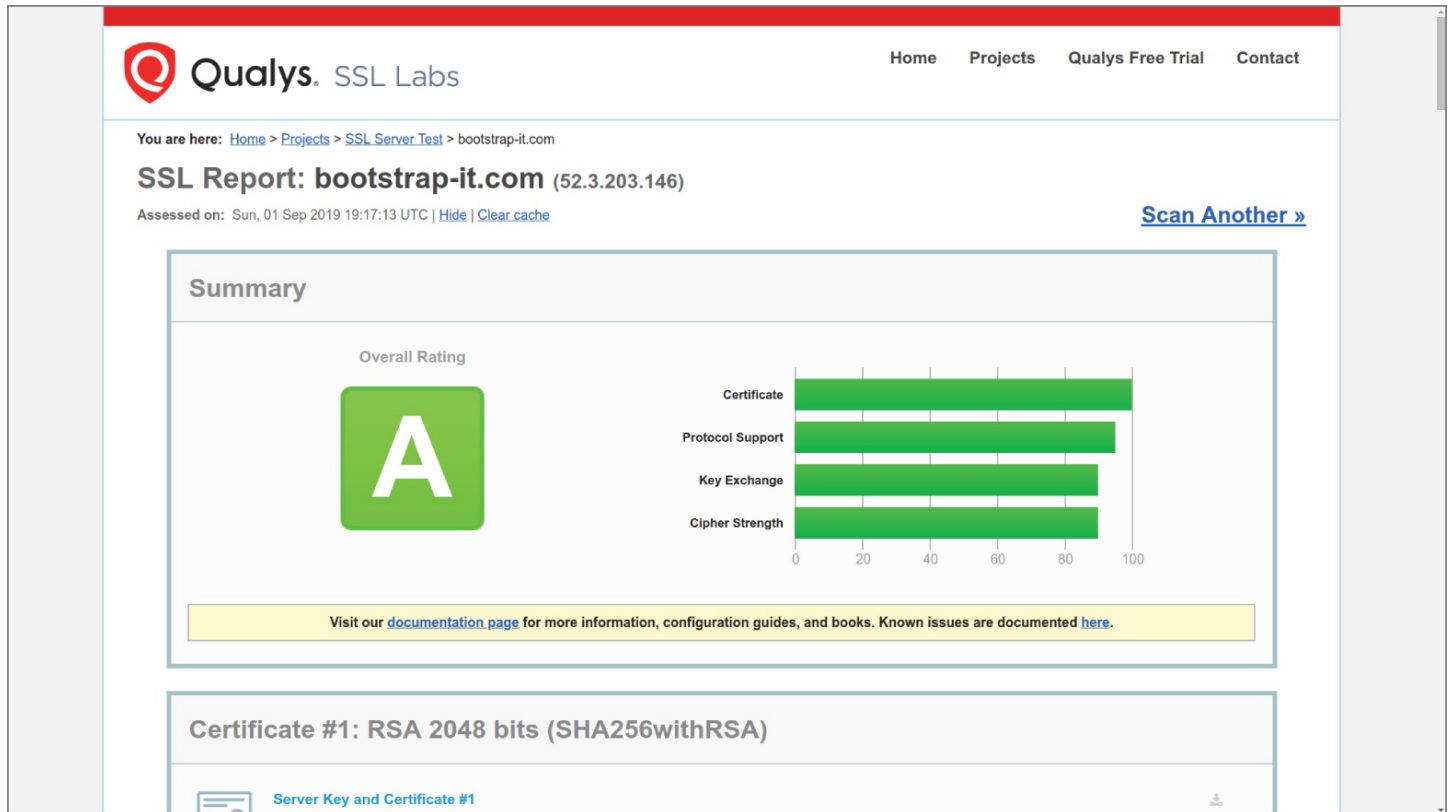 Qualys. SSL Labs
Home Projects Qualys Free Trial Contact
You are here: Home > Projects > SSL Server Test > bootstrap-it.com
SSL Report: bootstrap-it.com (52.3.203.146)
Assessed on: Sun, 01 Sep 2019 19:17:13 UTC | Hide | Clear cache
Scan Another »
Summary
Overall Rating
A
Certificate
Protocol Support
Key Exchange
Cipher Strength
0 20 40 60 80 100
Visit our documentation page for more information, configuration guides, and books. Known issues are documented here.
Certificate #1: RSA 2048 bits (SHA256withRSA)
Server Key and Certificate #1